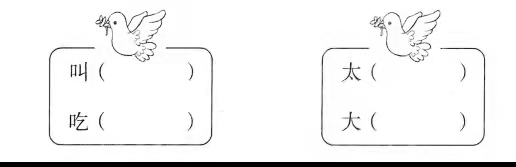 叫（　　　　）
吃（　　　　）
太（　　　　）
大（　　　　）